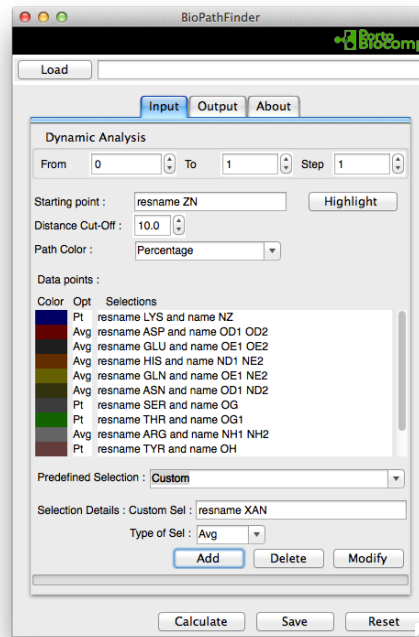 BioPathFinder
Porto
Biocomp
Load
Input Output About
Dynamic Analysis
From 0 To 1 Step 1
Starting point : resname ZN Highlight
Distance Cut-Off : 10.0
Path Color : Percentage
Data points :
Color Opt Selections
Pt resname LYS and name NZ
Avg resname ASP and name OD1 OD2
Avg resname GLU and name OE1 OE2
Avg resname HIS and name ND1 NE2
Avg resname GLN and name OE1 NE2
Avg resname ASN and name OD1 ND2
Pt resname SER and name OG
Pt resname THR and name OG1
Avg resname ARG and name NH1 NH2
Pt resname TYR and name OH
Predefined Selection : Custom
Selection Details : Custom Sel : resname XAN
Type of Sel : Avg
Add Delete Modify
Calculate Save Reset